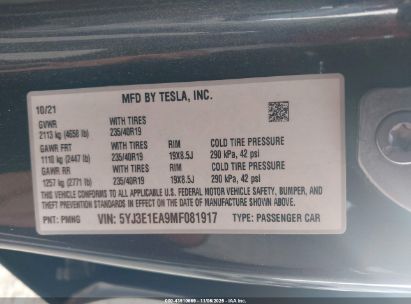 MFD BY TESLA, INC.
10/21
GVWR WITH TIRES
2113 kg (4658 lb) 235/40R19
GAWR FRT WITH TIRES RIM COLD TIRE PRESSURE
1110 kg (2447 lb) 235/40R19 19X8.5J 290 kPa, 42 psi
GAWR RR WITH TIRES RIM COLD TIRE PRESSURE
1257 kg (2771 lb) 235/40R19 19X8.5J 290 kPa, 42 psi
THIS VEHICLE CONFORMS TO ALL APPLICABLE U.S. FEDERAL MOTOR VEHICLE SAFETY, BUMPER, AND
THEFT PREVENTION STANDARDS IN EFFECT ON THE DATE OF MANUFACTURE SHOWN ABOVE.
PNT: PMNG VIN: 5YJ3E1EA9MF081917 TYPE: PASSENGER CAR